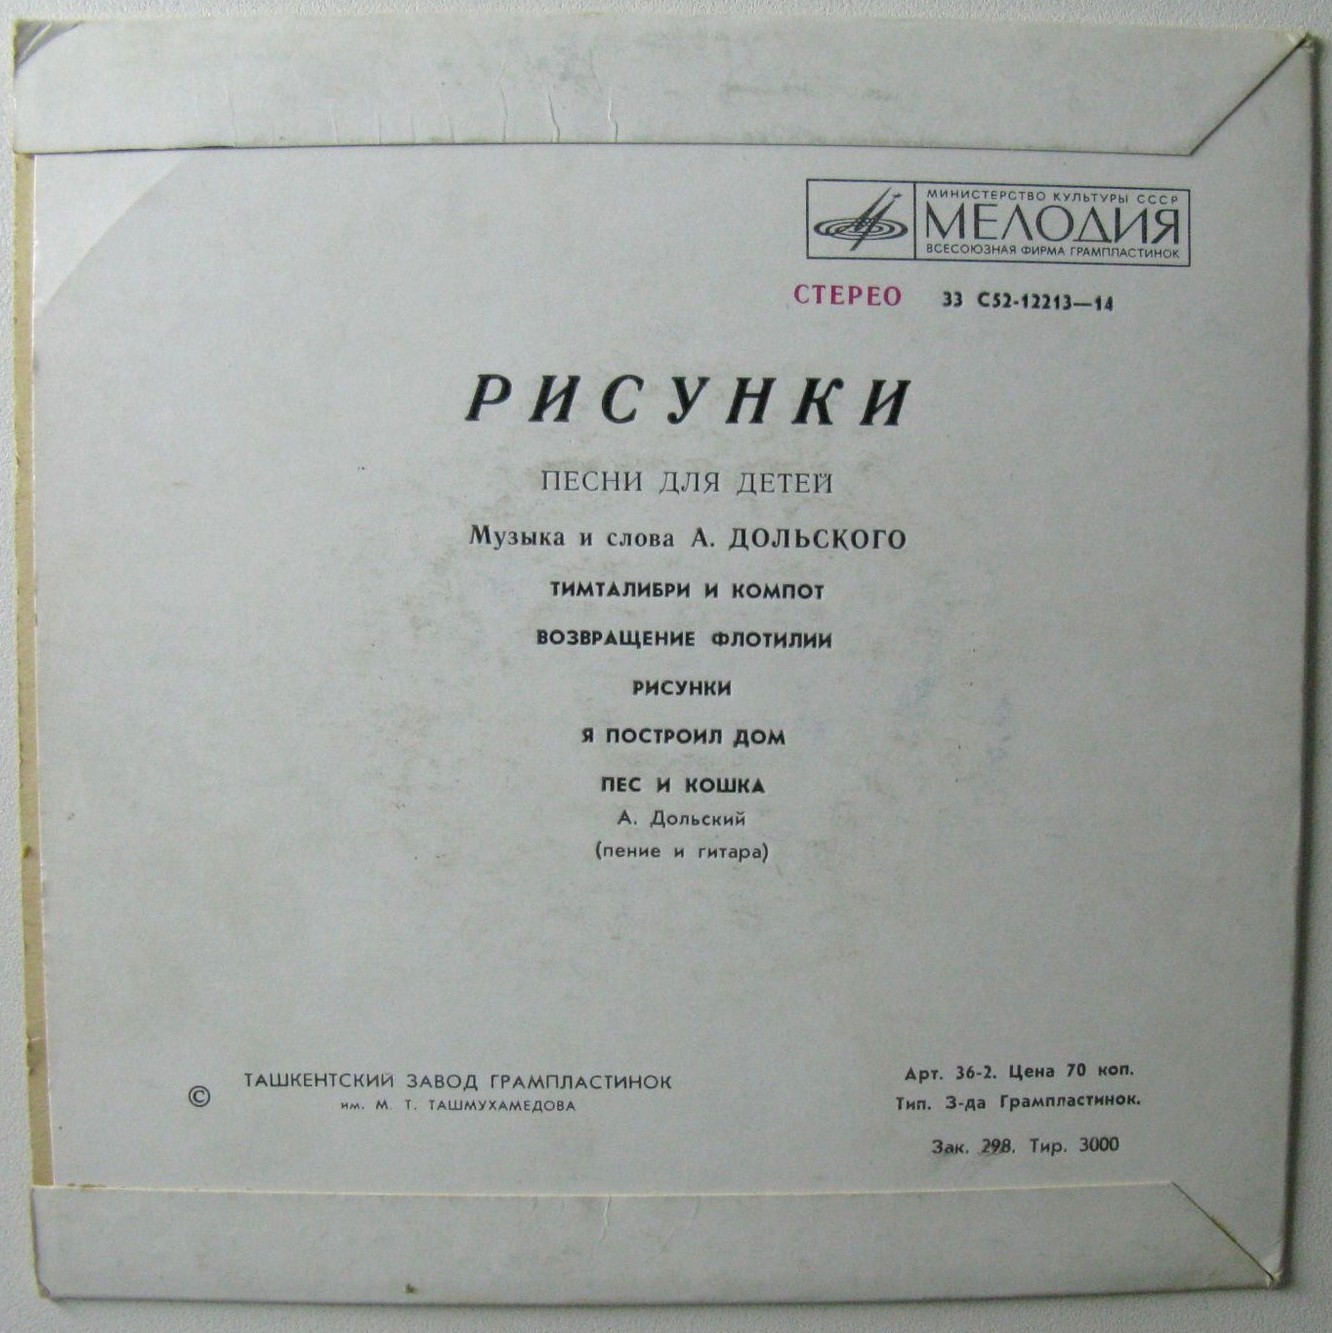 МИНИСТЕРСТВО КУЛЬТУРЫ СССР
МЕЛОДИЯ
ВСЕСОЮЗНАЯ ФИРМА ГРАМПЛАСТИНОК
СТЕРЕО 33 С52-12213—14
РИСУНКИ
ПЕСНИ ДЛЯ ДЕТЕЙ
Музыка и слова А. ДОЛЬСКОГО
ТИМТАЛИБРИ И КОМПОТ
ВОЗВРАЩЕНИЕ ФЛОТИЛИИ
РИСУНКИ
Я ПОСТРОИЛ ДОМ
ПЕС И КОШКА
А. Дольский
(пение и гитара)
© ТАШКЕНТСКИЙ ЗАВОД ГРАМПЛАСТИНОК
им. М. Т. ТАШМУХАМЕДОВА
Арт. 36-2. Цена 70 коп.
Тип. З-да Грампластинок.
Зак. 298. Тир. 3000